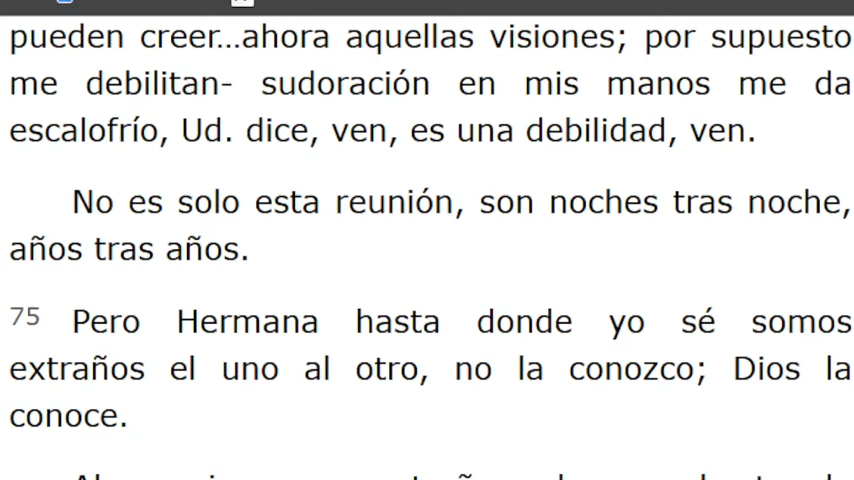 pueden creer...ahora aquellas visiones; por supuesto
me debilitan- sudoración en mis manos me da
escalofrío, Ud. dice, ven, es una debilidad, ven.
No es solo esta reunión, son noches tras noche,
años tras años.
75 Pero Hermana hasta donde yo sé somos
extraños el uno al otro, no la conozco; Dios la
conoce.